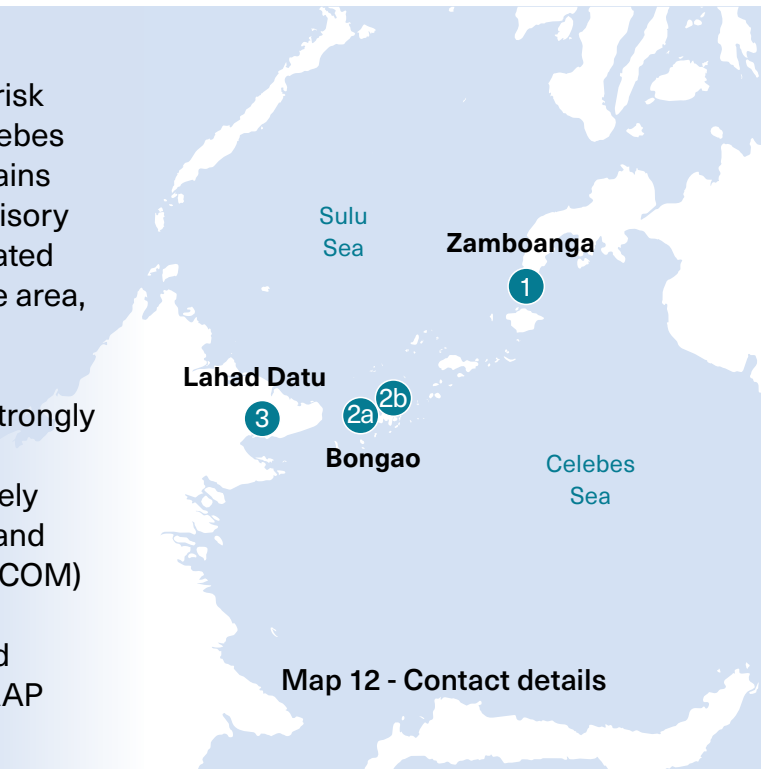 risk
ebes
ains
isory
ated
e area,
trongly
ely
and
COM)
d
AP
Sulu
Sea
Zamboanga
1
Lahad Datu
3
2a
2b
Bongao
Celebes
Sea
Map 12 - Contact details